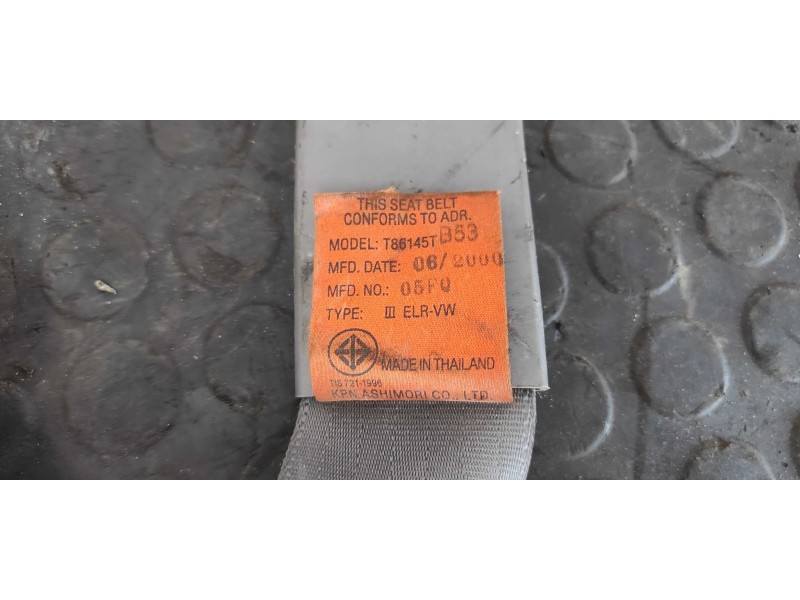 THIS SEAT BELT
CONFORMS TO ADR.
MODEL: T86145T B53
MFD. DATE: 06/2000
MFD. NO.: 05FQ
TYPE: III ELR-VW
MADE IN THAILAND
TIS 721-1996
KPN ASHIMORI CO., LTD.